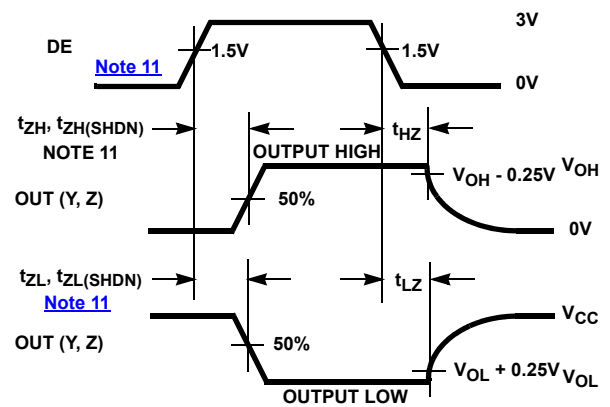 3V
DE
1.5V
1.5V
Note 11
0V
tZH, tZH(SHDN)
NOTE 11
tHZ
OUTPUT HIGH
VOH - 0.25V
VOH
OUT (Y, Z)
50%
0V
tZL, tZL(SHDN)
Note 11
tLZ
VCC
OUT (Y, Z)
50%
VOL + 0.25V
VOL
OUTPUT LOW